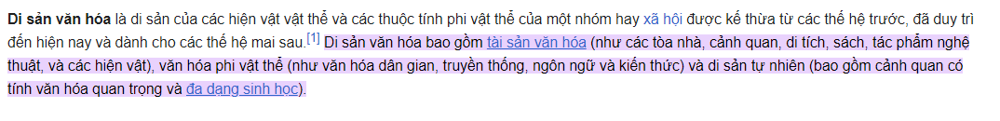 Di sản văn hóa là di sản của các hiện vật vật thể và các thuộc tính phi vật thể của một nhóm hay xã hội được kế thừa từ các thế hệ trước, đã duy trì
đến hiện nay và dành cho các thế hệ mai sau.[1] Di sản văn hóa bao gồm tài sản văn hóa (như các tòa nhà, cảnh quan, di tích, sách, tác phẩm nghệ
thuật, và các hiện vật), văn hóa phi vật thể (như văn hóa dân gian, truyền thống, ngôn ngữ và kiến thức) và di sản tự nhiên (bao gồm cảnh quan có
tính văn hóa quan trọng và đa dạng sinh học).